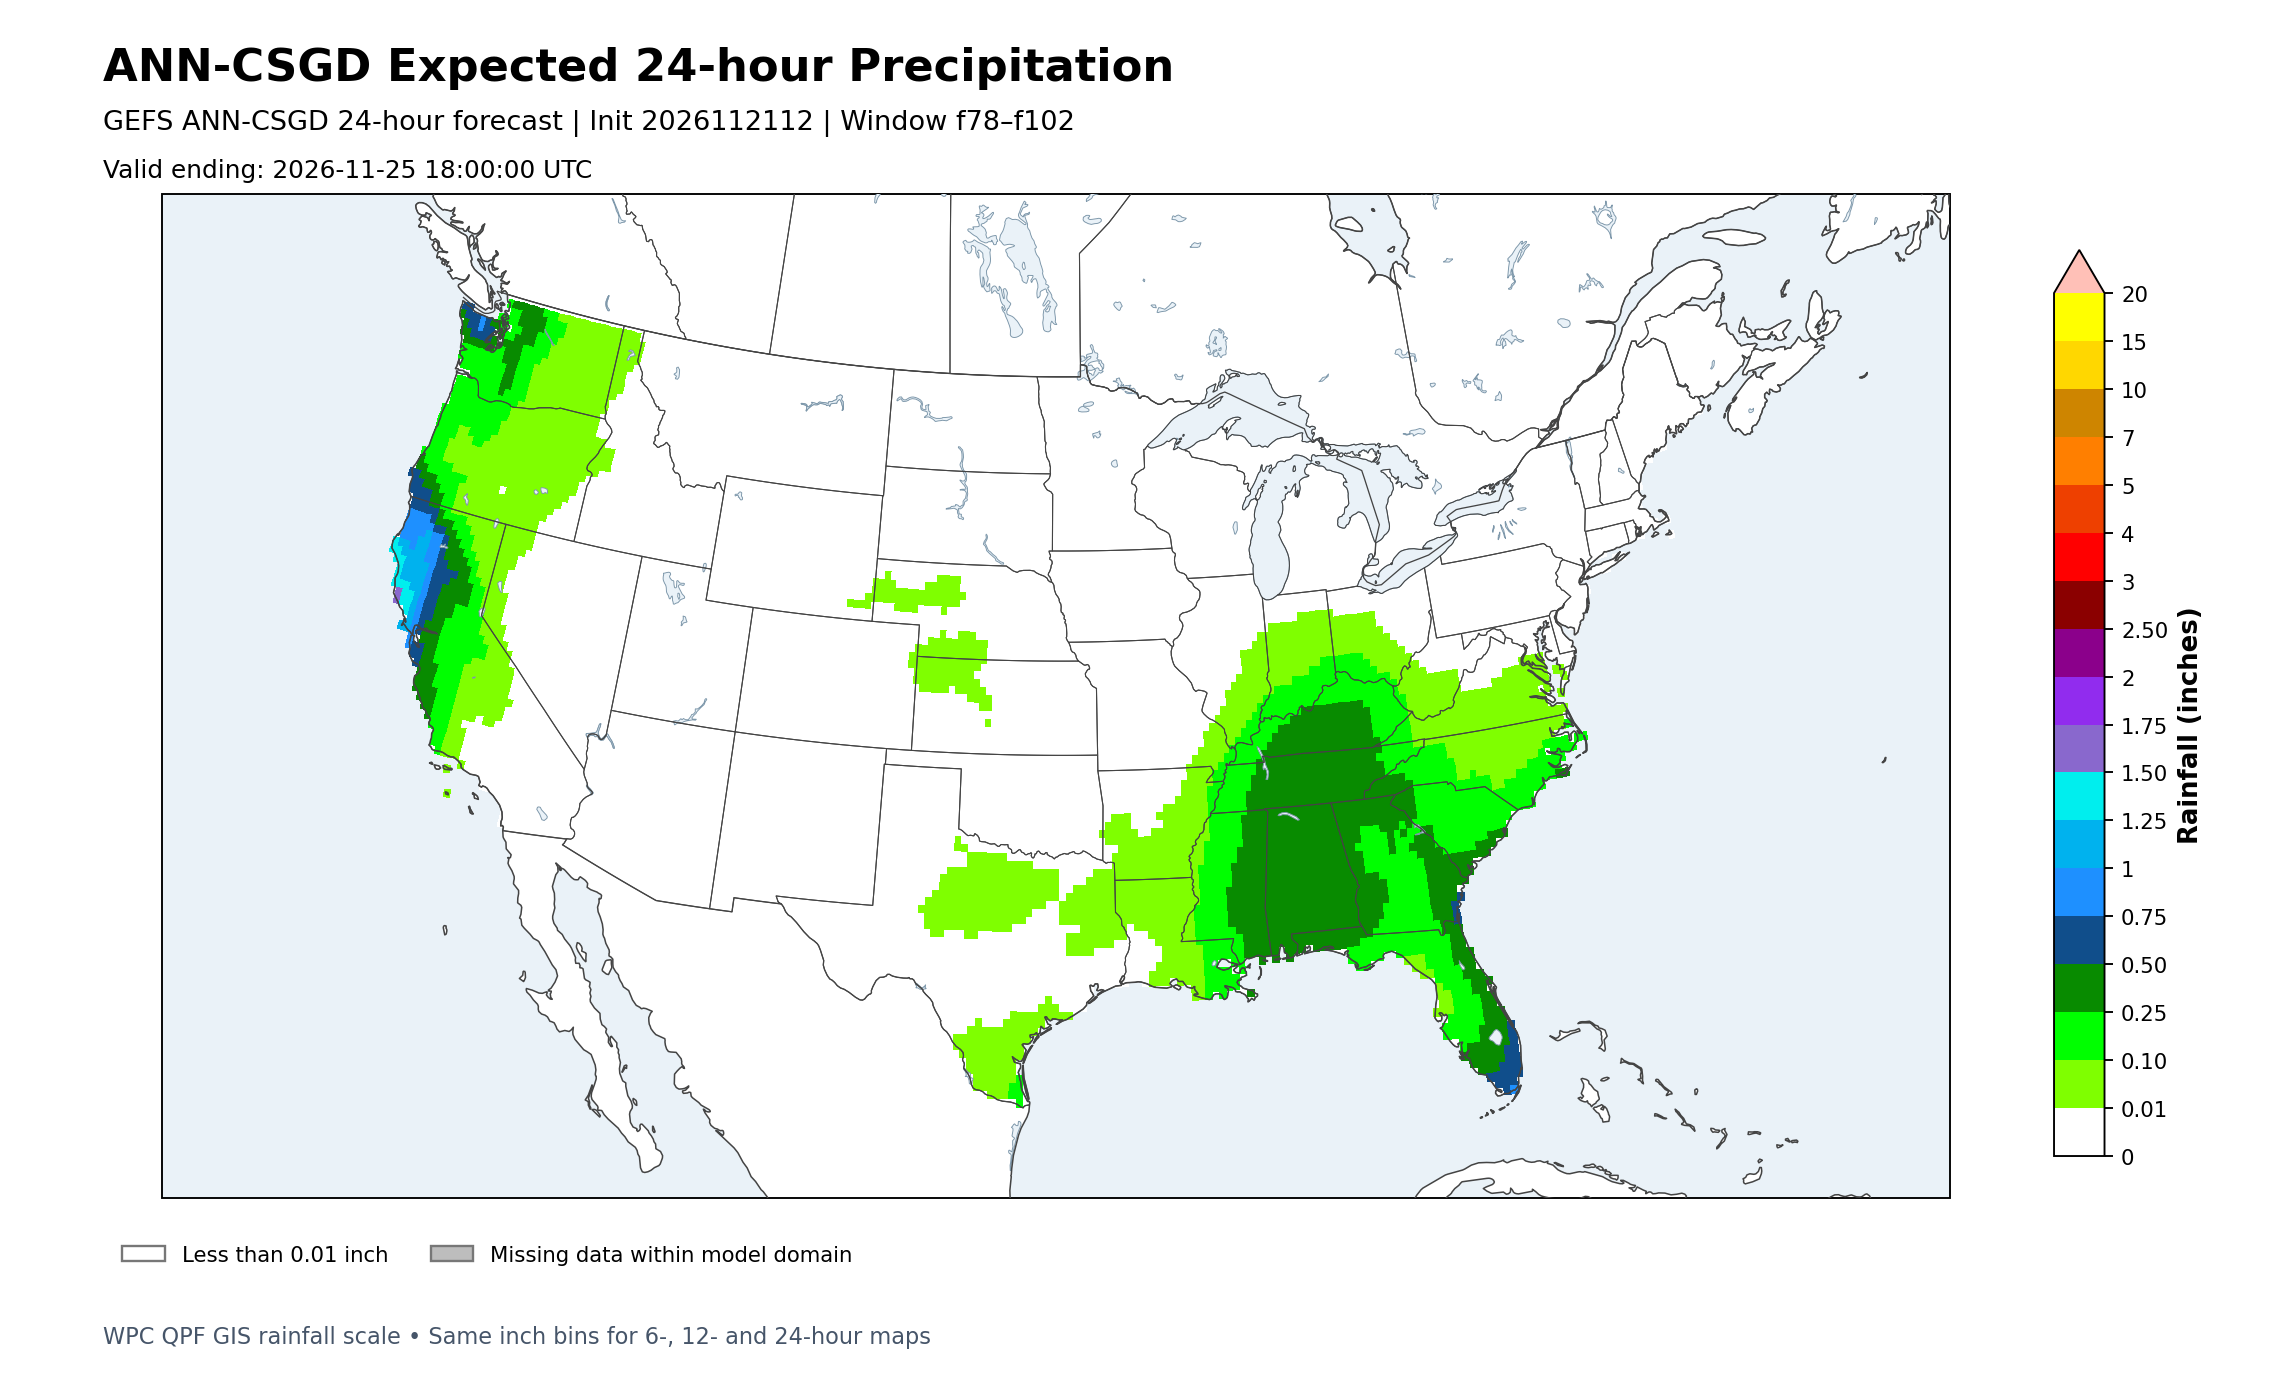 ANN-CSGD Expected 24-hour Precipitation
GEFS ANN-CSGD 24-hour forecast | Init 2026112112 | Window f78–f102
Valid ending: 2026-11-25 18:00:00 UTC
20
15
10
7
5
4
3
2.50
2
1.75
1.50
1.25
1
0.75
0.50
0.25
0.10
0.01
0
Rainfall (inches)
Less than 0.01 inch
Missing data within model domain
WPC QPF GIS rainfall scale • Same inch bins for 6-, 12- and 24-hour maps